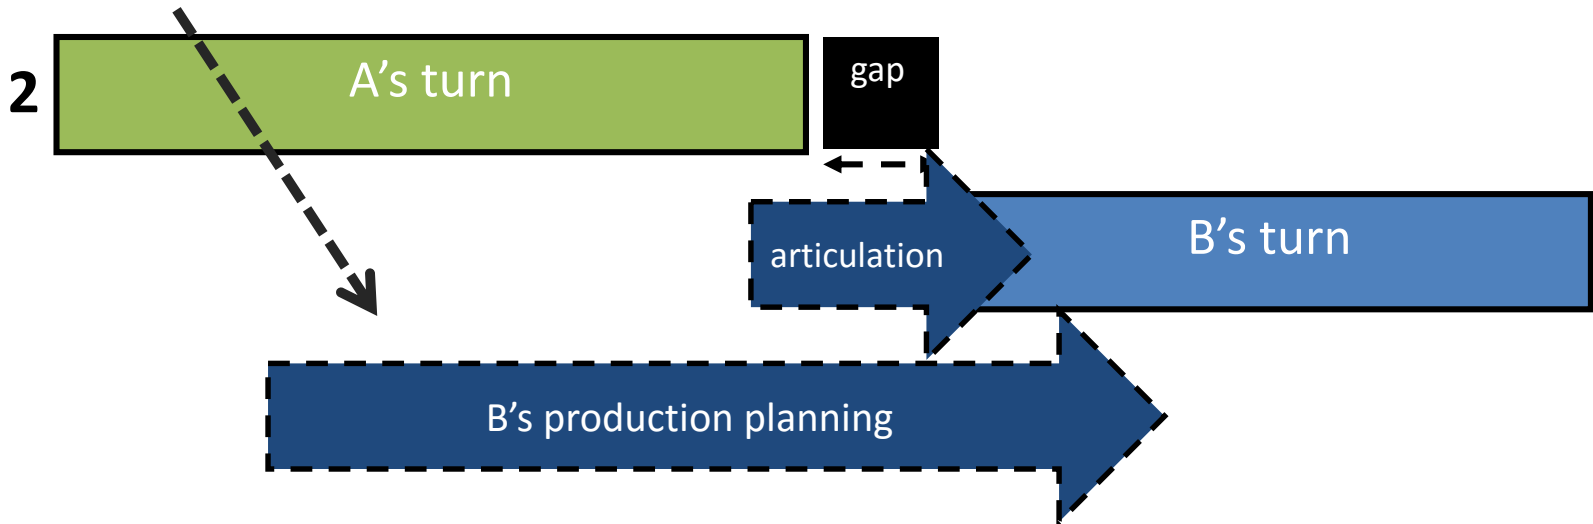 2
A’s turn
gap
articulation
B’s turn
B’s production planning